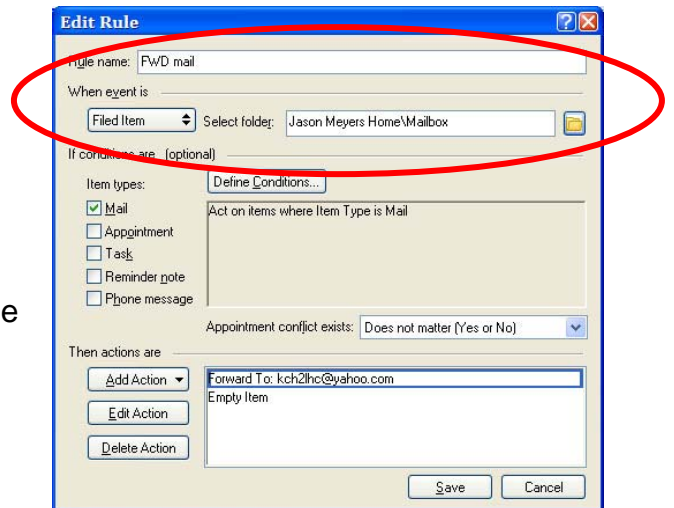 Edit Rule
Rule name: FWD mail
When event is
Filed Item Select folder: Jason Meyers Home\Mailbox
If conditions are (optional)
Item types: Define Conditions...
Mail
Act on items where Item Type is Mail
Appointment
Task
Reminder note
Phone message
e
Appointment conflict exists: Does not matter (Yes or No)
Then actions are
Add Action
Forward To: kch2lhc@yahoo.com
Empty Item
Edit Action
Delete Action
Save Cancel